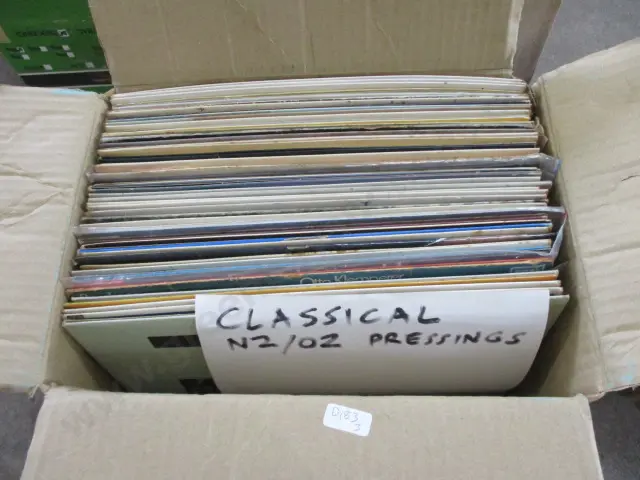 Otto Klemperer
CLASSICAL
NZ/OZ PRESSINGS
D183